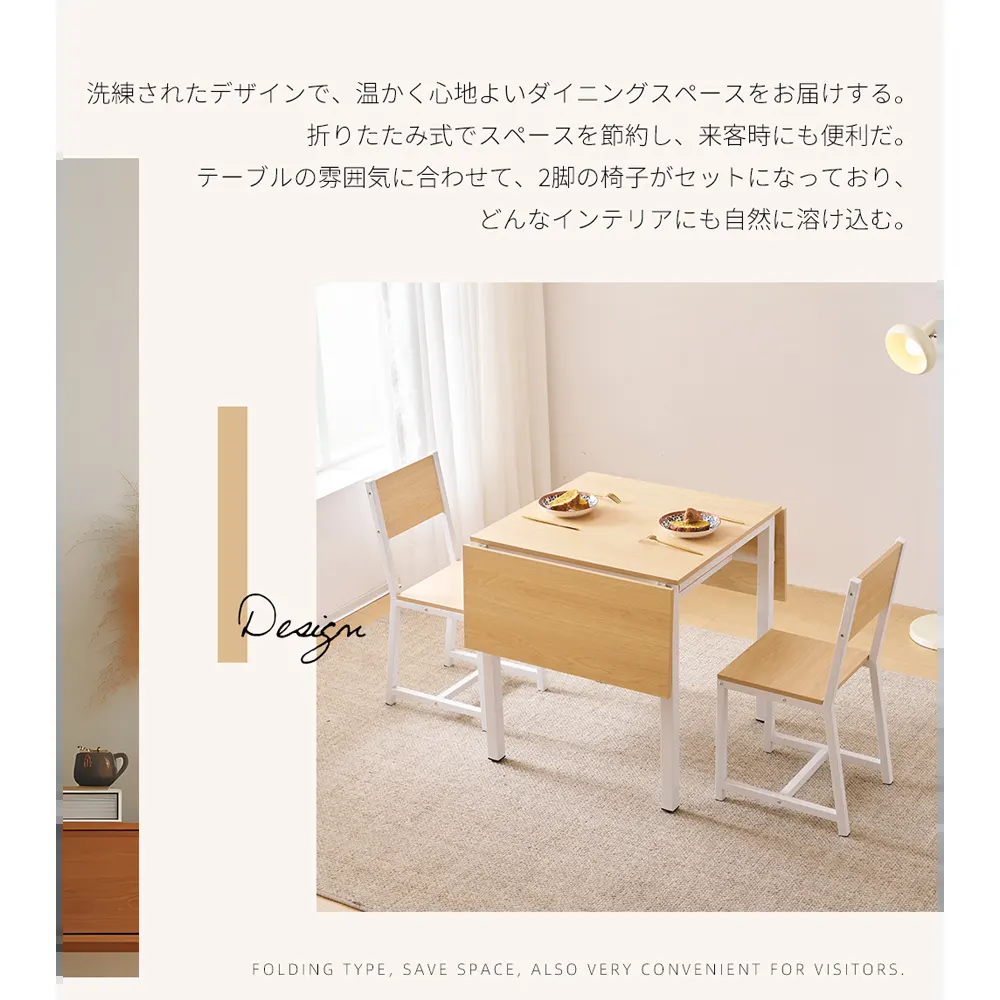 洗練されたデザインで、温かく心地よいダイニングスペースをお届けする。
折りたたみ式でスペースを節約し、来客時にも便利だ。
テーブルの雰囲気に合わせて、2脚の椅子がセットになっており、
どんなインテリアにも自然に溶け込む。
Design
FOLDING TYPE, SAVE SPACE, ALSO VERY CONVENIENT FOR VISITORS.